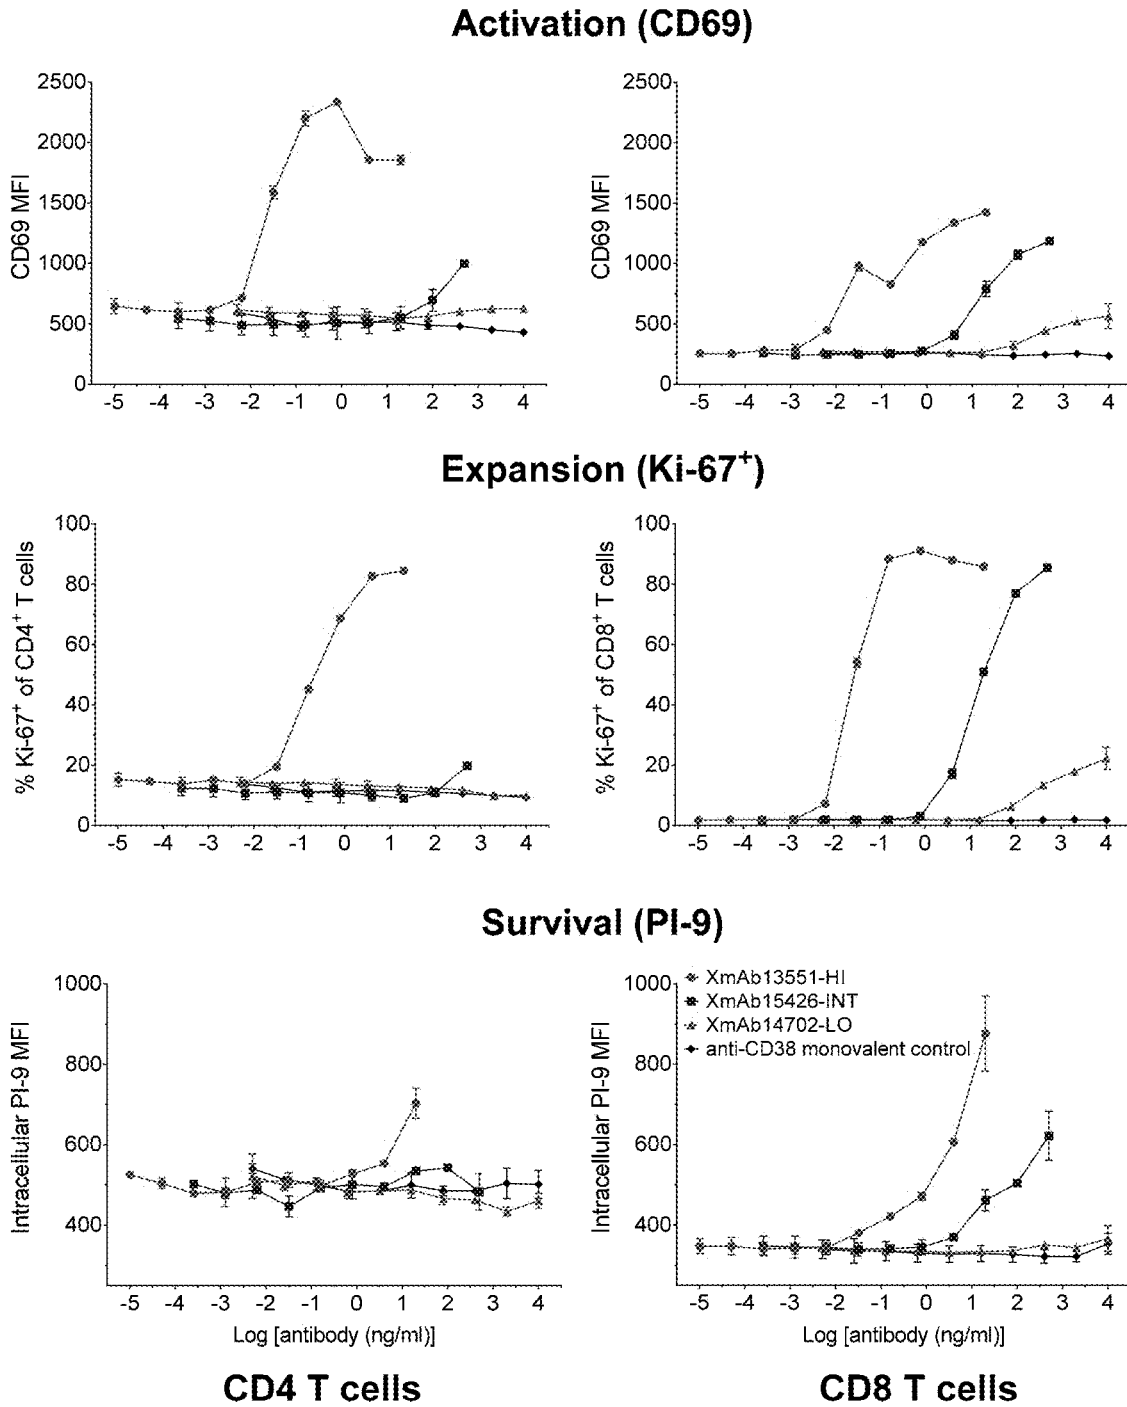 Activation (CD69)
CD69 MFI
2500
2000
1500
1000
500
0
-5 -4 -3 -2 -1 0 1 2 3 4
CD69 MFI
2500
2000
1500
1000
500
0
-5 -4 -3 -2 -1 0 1 2 3 4
Expansion (Ki-67⁺)
% Ki-67⁺ of CD4⁺ T cells
100
80
60
40
20
0
-5 -4 -3 -2 -1 0 1 2 3 4
% Ki-67⁺ of CD8⁺ T cells
100
80
60
40
20
0
-5 -4 -3 -2 -1 0 1 2 3 4
Survival (PI-9)
Intracellular PI-9 MFI
1000
800
600
400
-5 -4 -3 -2 -1 0 1 2 3 4
Log [antibody (ng/ml)]
CD4 T cells
Intracellular PI-9 MFI
1000
800
600
400
XmAb13551-HI
XmAb15426-INT
XmAb14702-LO
anti-CD38 monovalent control
-5 -4 -3 -2 -1 0 1 2 3 4
Log [antibody (ng/ml)]
CD8 T cells